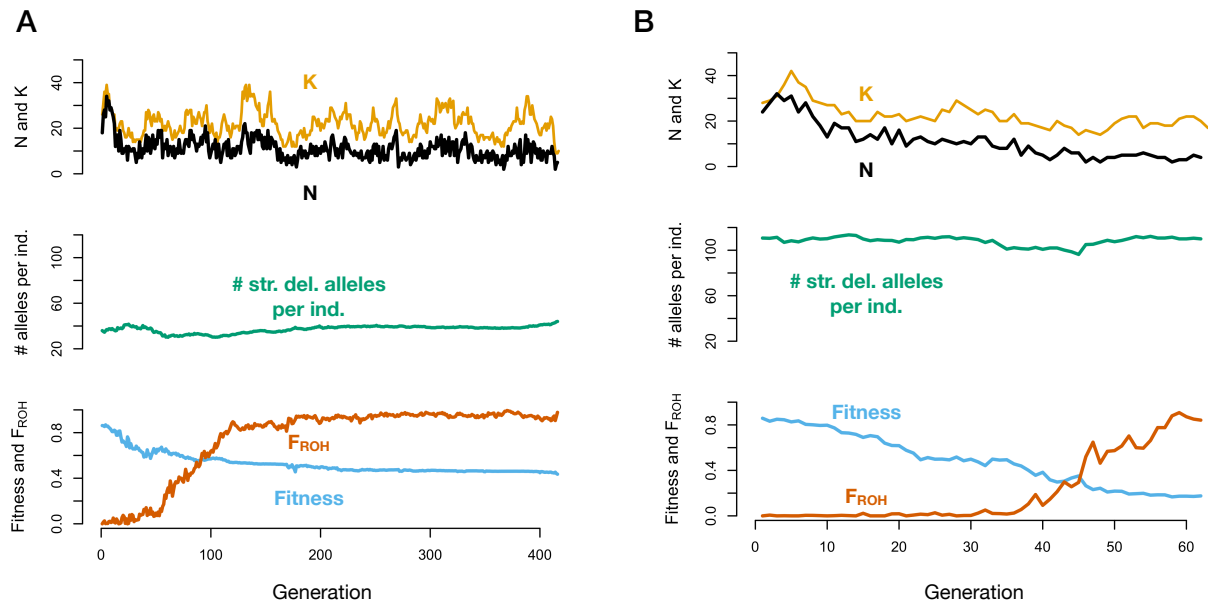 A
N and K
0
20
40
K
N
# alleles per ind.
20
60
100
# str. del. alleles
per ind.
Fitness and FROH
0.0
0.4
0.8
FROH
Fitness
0
100
200
300
400
Generation
B
N and K
0
20
40
K
N
# alleles per ind.
20
60
100
# str. del. alleles
per ind.
Fitness and FROH
0.0
0.4
0.8
Fitness
FROH
0
10
20
30
40
50
60
Generation